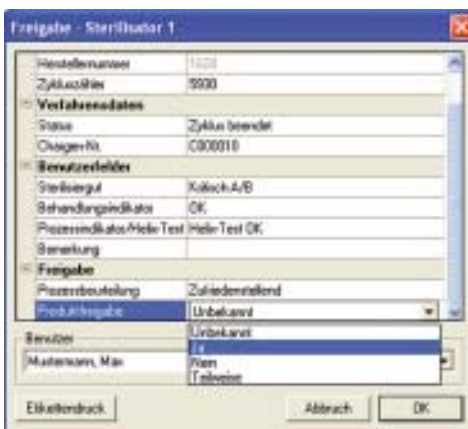 Freigabe - Sterilisator 1
Herstellernummer 1620
Zykluszähler 5930
Verfahrensdaten
Status Zyklus beendet
Chargen-Nr. C000010
Benutzerfelder
Sterilisiergut Kölisch A/B
Behandlungsindikator OK
Prozessindikator/Helix-Test Helix-Test OK
Bemerkung
Freigabe
Prozessbeurteilung Zufriedenstellend
Produktfreigabe Unbekannt
Unbekannt
Ja
Nein
Teilweise
Benutzer
Mustermann, Max
Etikettendruck Abbruch OK